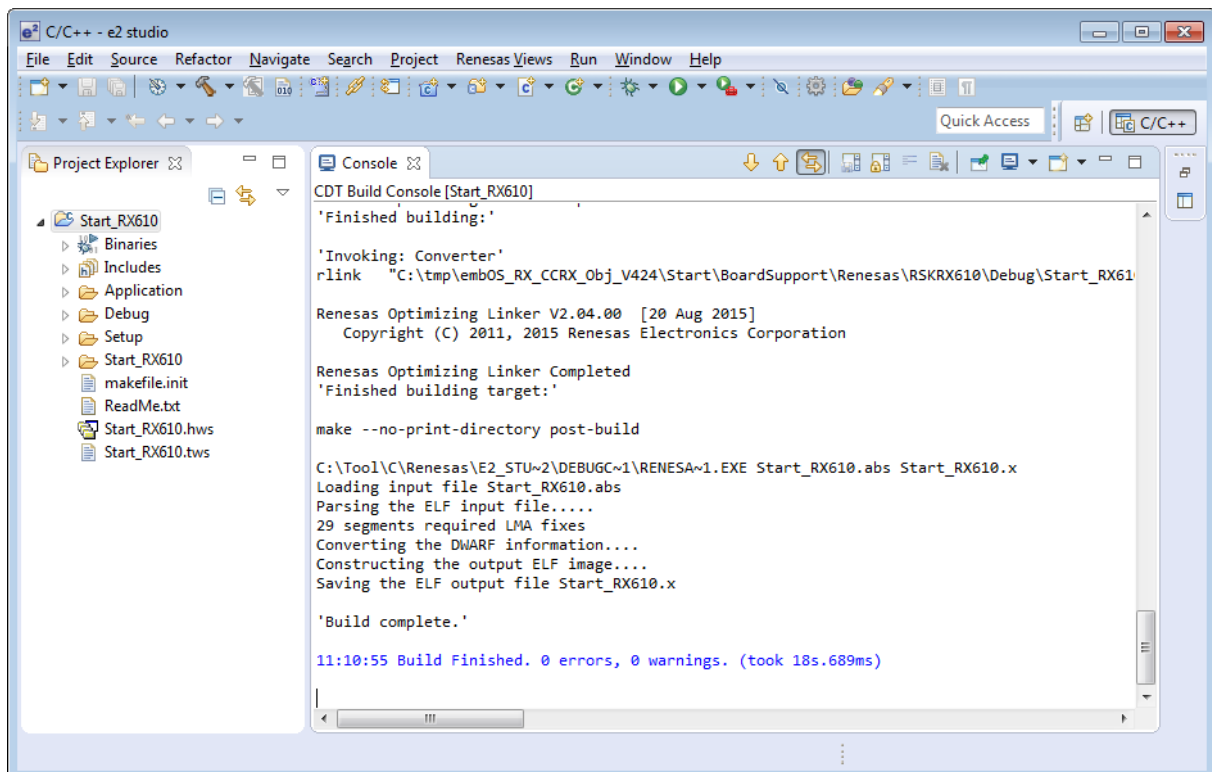 C/C++ - e2 studio
File Edit Source Refactor Navigate Search Project Renesas Views Run Window Help
Quick Access
C/C++
Project Explorer
Start_RX610
Binaries
Includes
Application
Debug
Setup
Start_RX610
makefile.init
ReadMe.txt
Start_RX610.hws
Start_RX610.tws
Console
CDT Build Console [Start_RX610]
'Finished building:'
'Invoking: Converter'
rlink "C:\tmp\embOS_RX_CCRX_Obj_V424\Start\BoardSupport\Renesas\RSKRX610\Debug\Start_RX61
Renesas Optimizing Linker V2.04.00 [20 Aug 2015]
Copyright (C) 2011, 2015 Renesas Electronics Corporation
Renesas Optimizing Linker Completed
'Finished building target:'
make --no-print-directory post-build
C:\Tool\C\Renesas\E2_STU~2\DEBUGC~1\RENESA~1.EXE Start_RX610.abs Start_RX610.x
Loading input file Start_RX610.abs
Parsing the ELF input file.....
29 segments required LMA fixes
Converting the DWARF information....
Constructing the output ELF image....
Saving the ELF output file Start_RX610.x
'Build complete.'
11:10:55 Build Finished. 0 errors, 0 warnings. (took 18s.689ms)